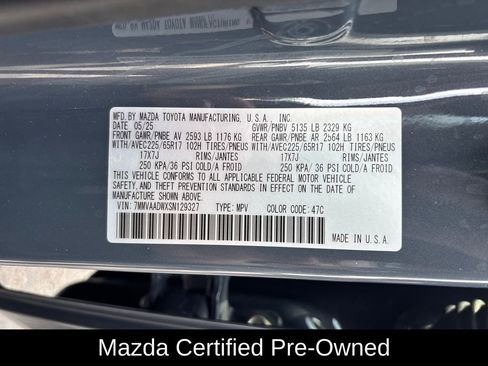 MFD. BY MAZDA TOYOTA MANUFACTURING, U.S.A., INC.
DATE 05/25 GVWR/PNBV 5135 LB 2329 KG
FRONT GAWR/PNBE AV 2593 LB 1176 KG REAR GAWR/PNBE AR 2564 LB 1163 KG
WITH/AVEC225/65R17 102H TIRES/PNEUS WITH/AVEC225/65R17 102H TIRES/PNEUS
17X7J RIMS/JANTES 17X7J RIMS/JANTES
250 KPA/36 PSI COLD/A FROID 250 KPA/36 PSI COLD/A FROID
THIS VEHICLE CONFORMS TO ALL APPLICABLE FEDERAL MOTOR VEHICLE
SAFETY, AND THEFT PREVENTION STANDARDS IN EFFECT ON THE DATE OF
MANUFACTURE SHOWN ABOVE.
VIN: 7MMVAADWXSN129327 TYPE: MPV COLOR CODE: 47C
MADE IN U.S.A.
Mazda Certified Pre-Owned